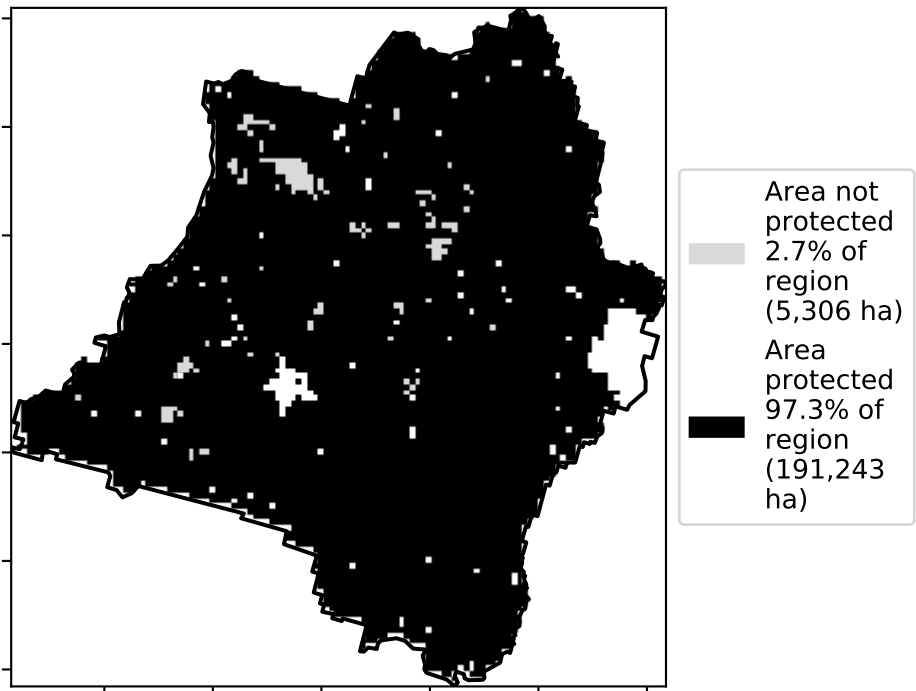 Area not
protected
2.7% of
region
(5,306 ha)
Area
protected
97.3% of
region
(191,243
ha)